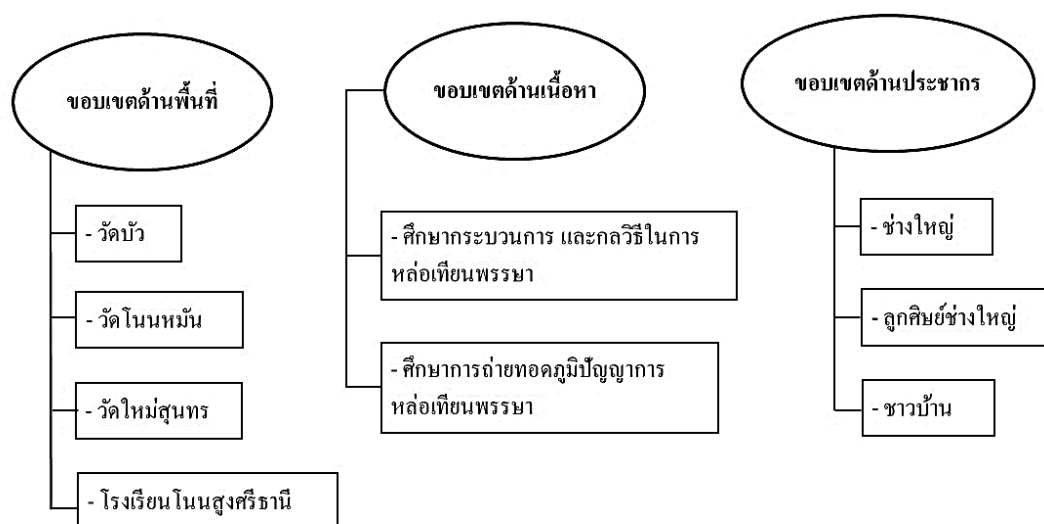 ขอบเขตด้านพื้นที่
- วัดบัว
- วัดโนนหมัน
- วัดใหม่สุนทร
- โรงเรียนโนนสูงศรีธานี
ขอบเขตด้านเนื้อหา
- ศึกษากระบวนการ และกลวิธีในการ
หล่อเทียนพรรษา
- ศึกษาการถ่ายทอดภูมิปัญญาการ
หล่อเทียนพรรษา
ขอบเขตด้านประชากร
- ช่างใหญ่
- ลูกศิษย์ช่างใหญ่
- ชาวบ้าน